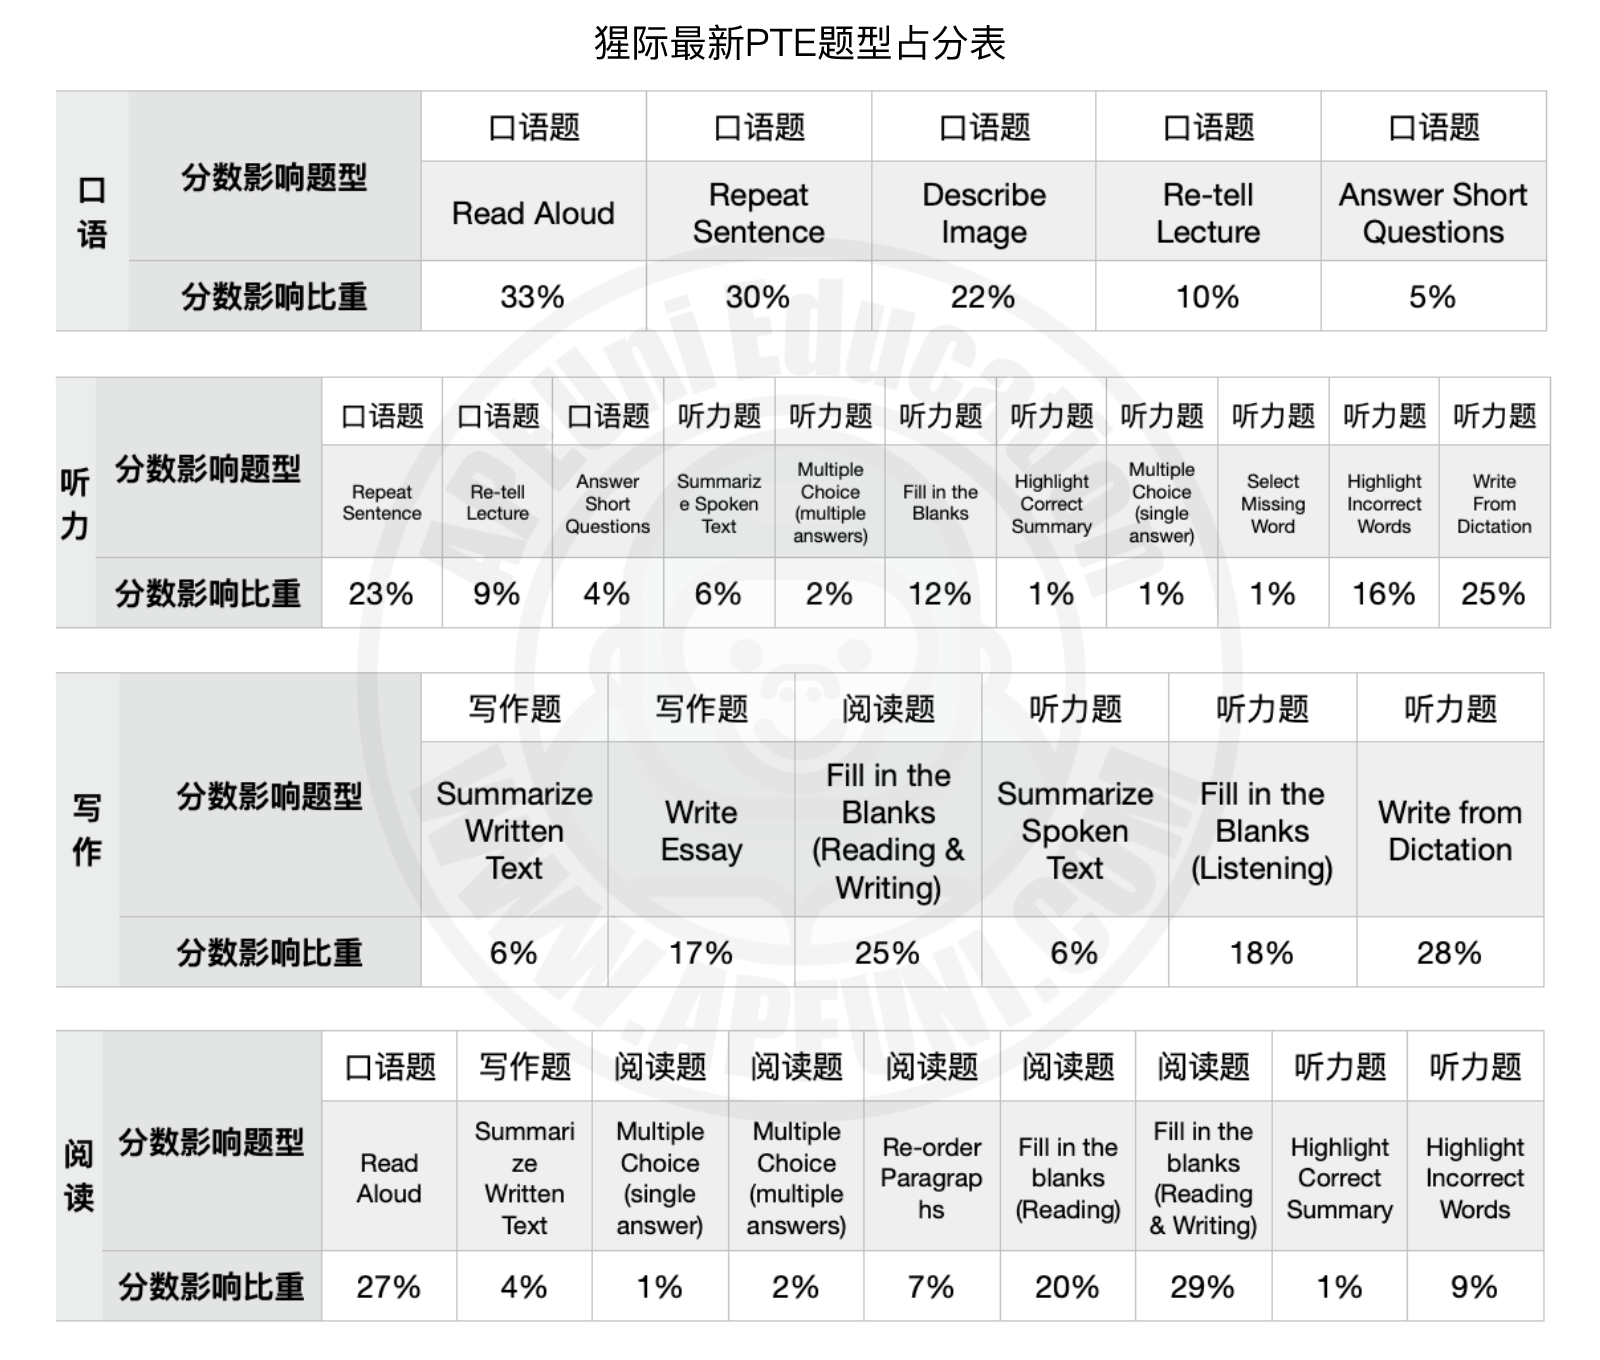 猩际最新PTE题型占分表
口语
分数影响题型
口语题 口语题 口语题 口语题 口语题
Read Aloud
Repeat Sentence
Describe Image
Re-tell Lecture
Answer Short Questions
分数影响比重 33% 30% 22% 10% 5%
听力
分数影响题型
口语题 口语题 口语题 听力题 听力题 听力题 听力题 听力题 听力题 听力题 听力题
Repeat Sentence
Re-tell Lecture
Answer Short Questions
Summariz e Spoken Text
Multiple Choice (multiple answers)
Fill in the Blanks
Highlight Correct Summary
Multiple Choice (single answer)
Select Missing Word
Highlight Incorrect Words
Write From Dictation
分数影响比重 23% 9% 4% 6% 2% 12% 1% 1% 1% 16% 25%
写作
分数影响题型
写作题 写作题 阅读题 听力题 听力题 听力题
Summarize Written Text
Write Essay
Fill in the Blanks (Reading & Writing)
Summarize Spoken Text
Fill in the Blanks (Listening)
Write from Dictation
分数影响比重 6% 17% 25% 6% 18% 28%
阅读
分数影响题型
口语题 写作题 阅读题 阅读题 阅读题 阅读题 阅读题 听力题 听力题
Read Aloud
Summari ze Written Text
Multiple Choice (single answer)
Multiple Choice (multiple answers)
Re-order Paragrap hs
Fill in the blanks (Reading)
Fill in the blanks (Reading & Writing)
Highlight Correct Summary
Highlight Incorrect Words
分数影响比重 27% 4% 1% 2% 7% 20% 29% 1% 9%
APEUni Education
WWW.APEUNI.COM